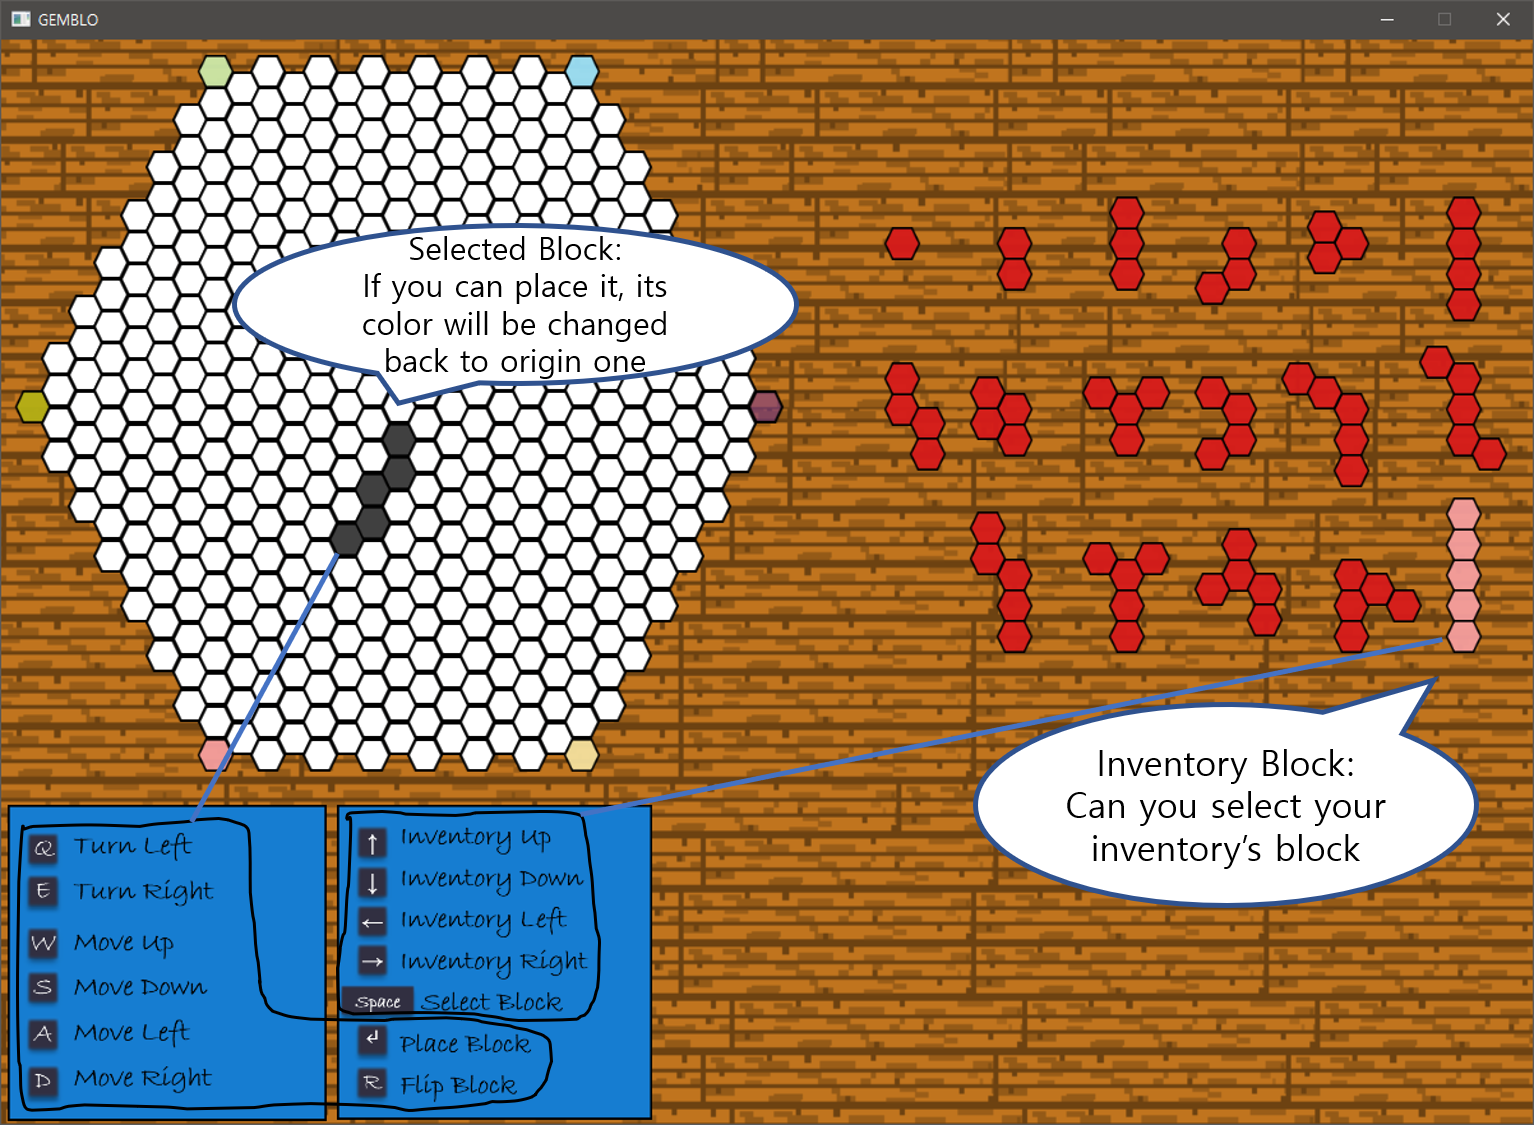 GEMBLO
Selected Block:
If you can place it, its
color will be changed
back to origin one
Inventory Block:
Can you select your
inventory's block
Q Turn Left
E Turn Right
W Move Up
S Move Down
A Move Left
D Move Right
↑ Inventory Up
↓ Inventory Down
← Inventory Left
→ Inventory Right
Space Select Block
↲ Place Block
R Flip Block